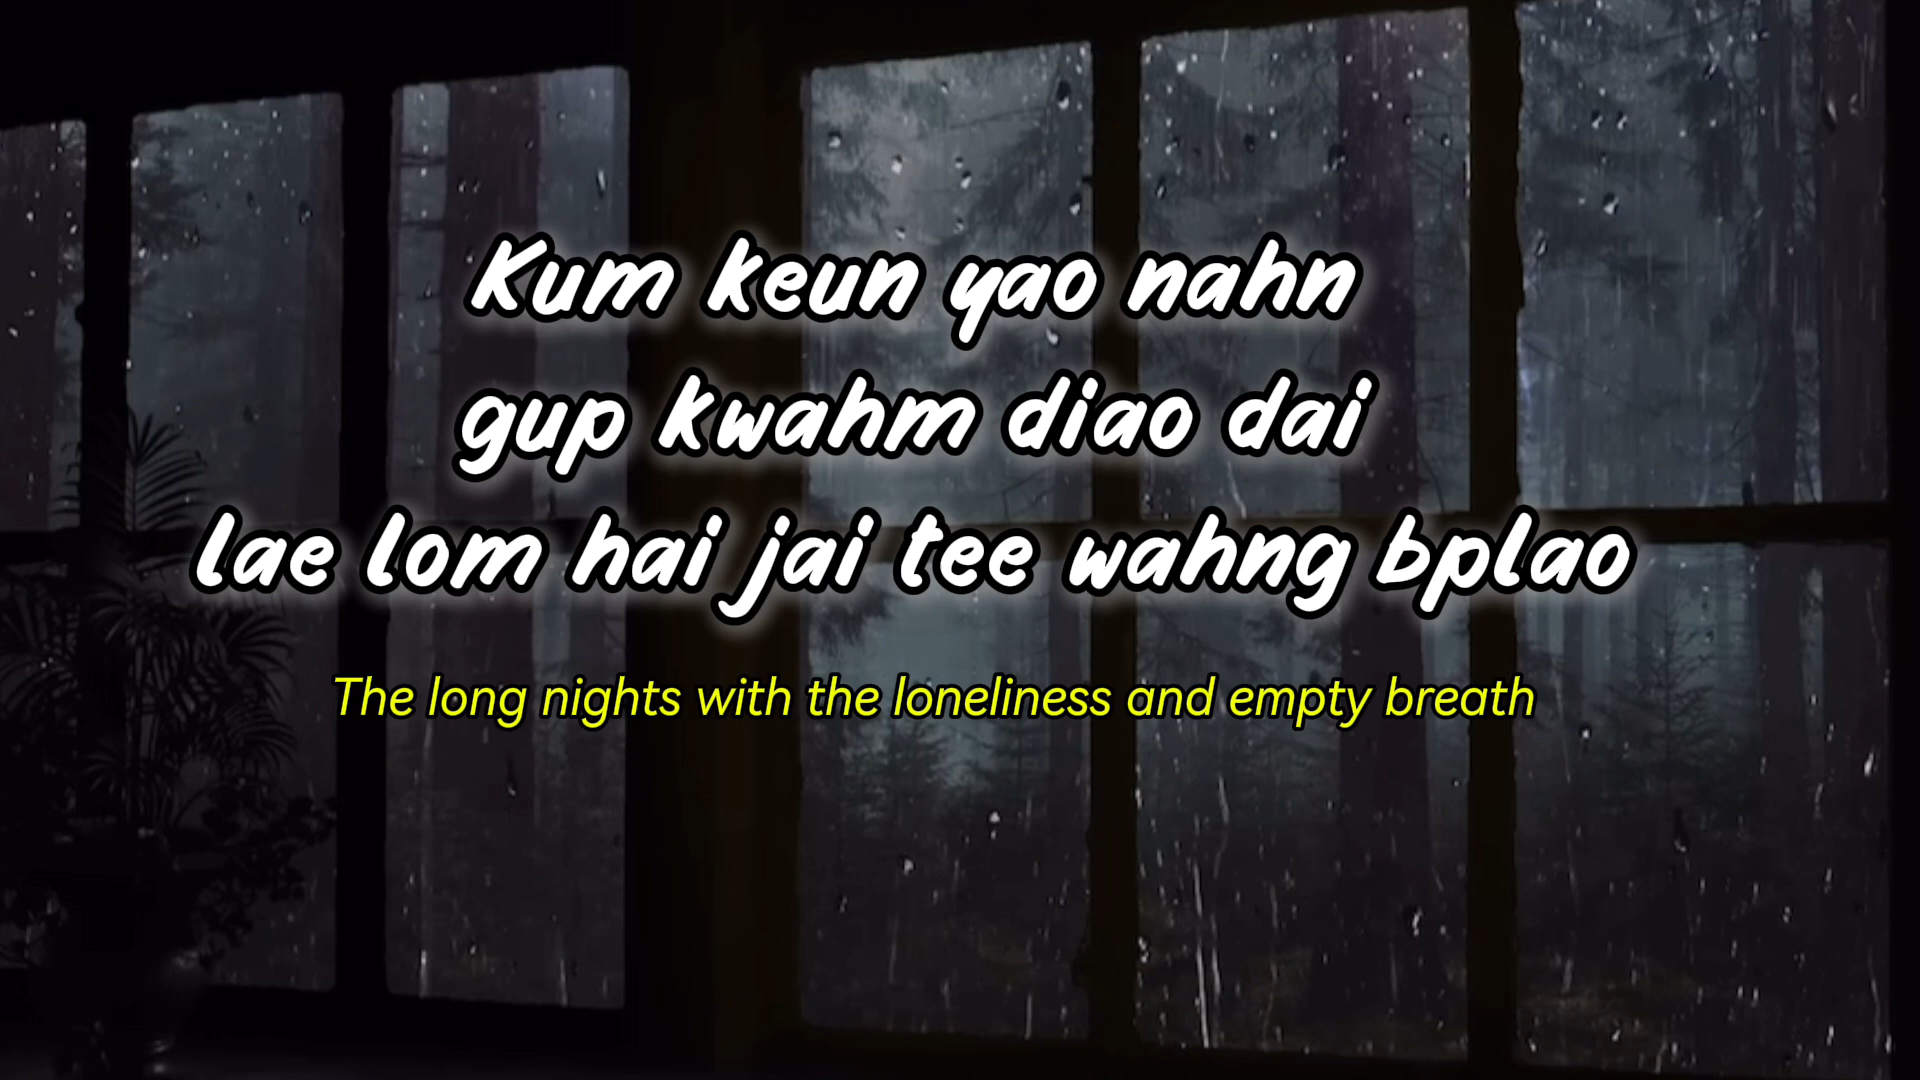 Kum keun yao nahn
gup kwahm diao dai
lae lom hai jai tee wahng bplao
The long nights with the loneliness and empty breath